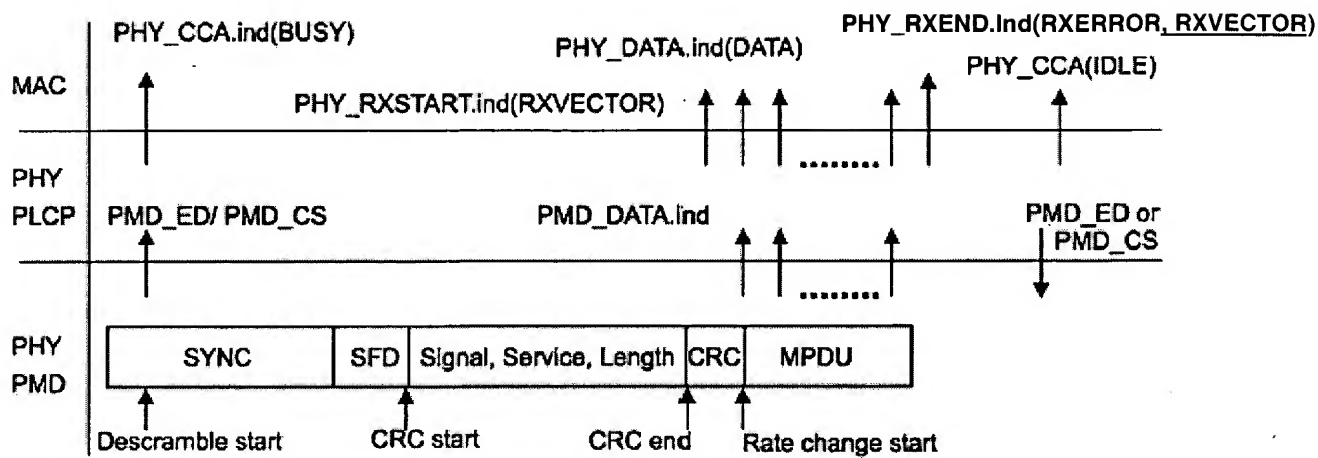 PHY_CCA.ind(BUSY)
PHY_RXEND.Ind(RXERROR, RXVECTOR)
PHY_DATA.ind(DATA)
PHY_CCA(IDLE)
MAC
PHY_RXSTART.ind(RXVECTOR)
PHY
PLCP
PMD_ED/ PMD_CS
PMD_DATA.Ind
PMD_ED or
PMD_CS
PHY
PMD
SYNC
SFD
Signal, Service, Length
CRC
MPDU
Descramble start
CRC start
CRC end
Rate change start